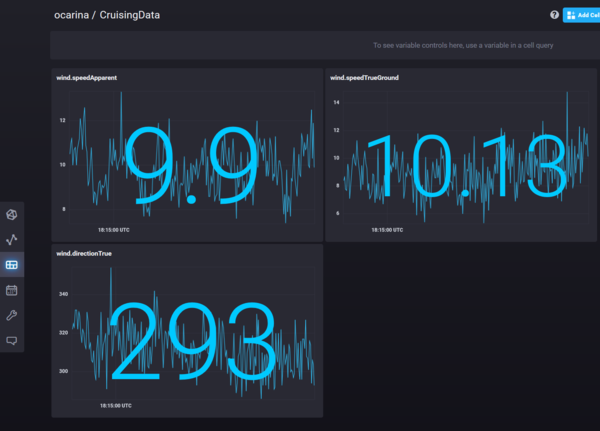 ocarina / CruisingData
Add Cell
To see variable controls here, use a variable in a cell query
wind.speedApparent
12
10
8
9.9
18:15:00 UTC
wind.speedTrueGround
14
12
10
8
6
10.13
18:15:00 UTC
wind.directionTrue
340
320
300
293
18:15:00 UTC